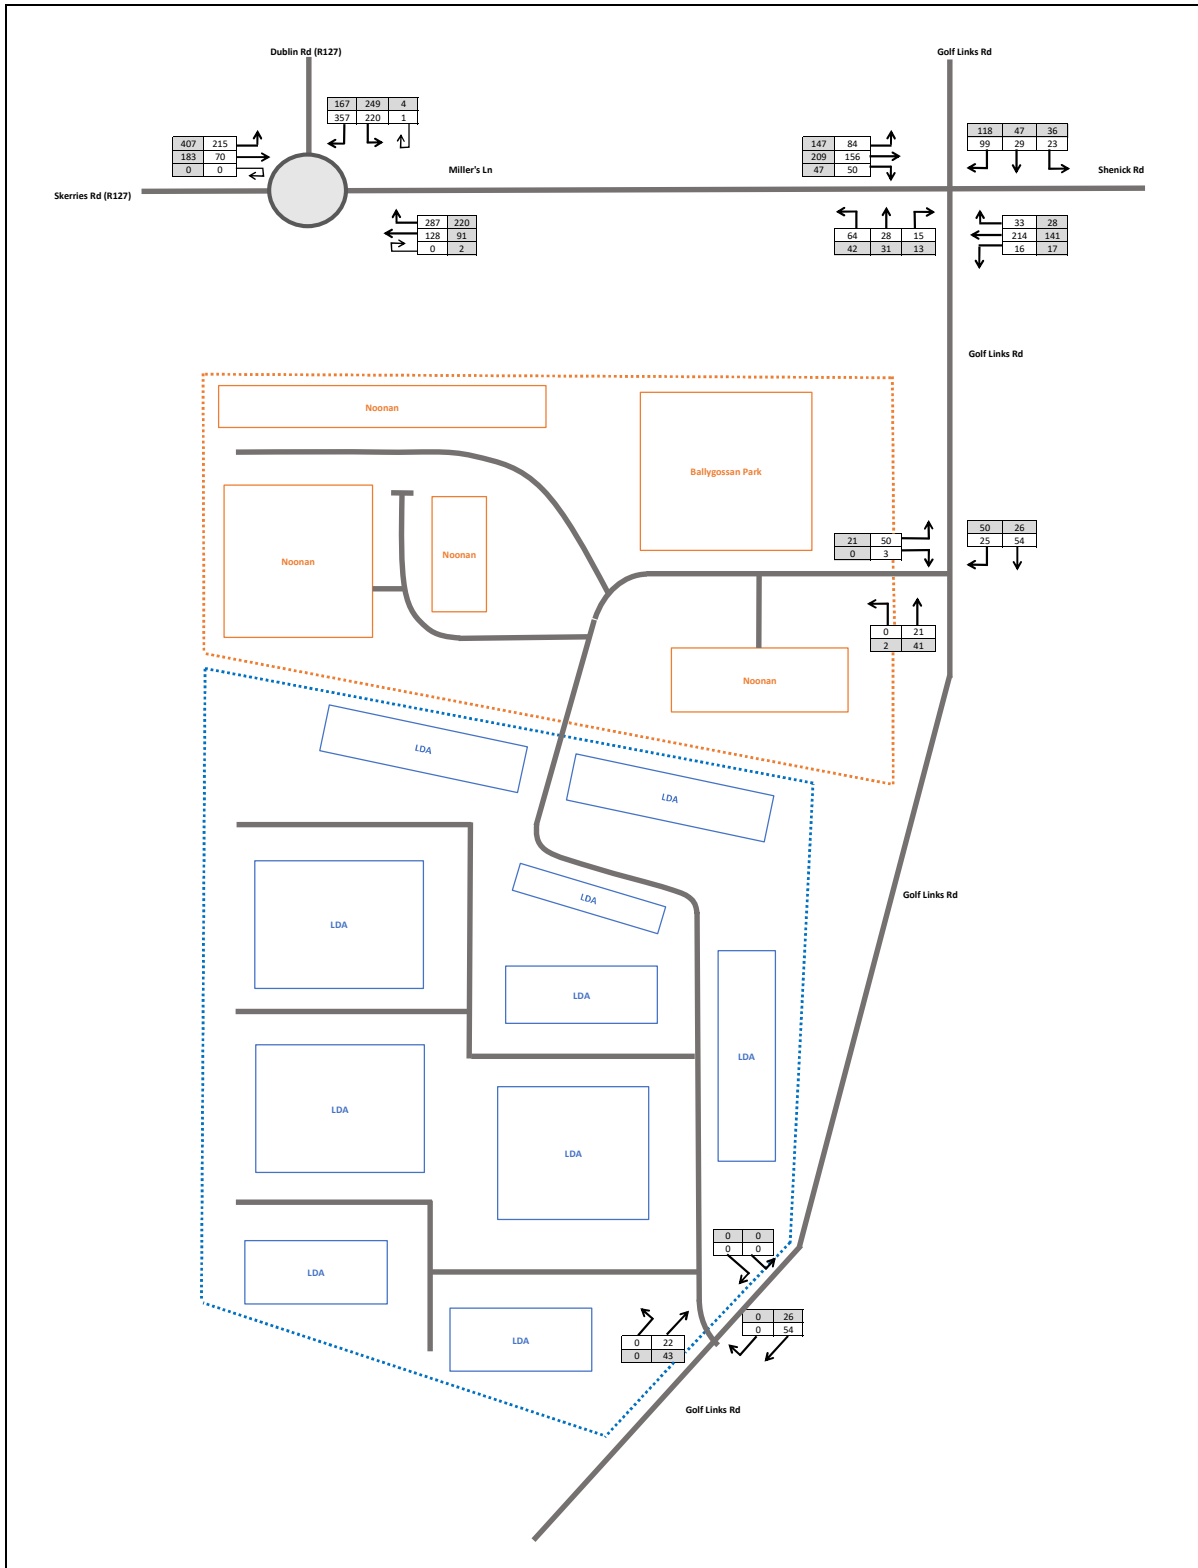 Dublin Rd (R127)
Golf Links Rd
167 249 4
357 220 1
407 215
183 70
0 0
147 84
209 156
47 50
118 47 36
99 29 23
Miller's Ln
Shenick Rd
Skerries Rd (R127)
287 220
128 91
0 2
64 28 15
42 31 13
33 28
214 141
16 17
Golf Links Rd
Noonan
Ballygossan Park
21 50
0 3
50 26
25 54
Noonan
Noonan
0 21
2 41
Noonan
LDA
LDA
LDA
Golf Links Rd
LDA
LDA
LDA
LDA
LDA
LDA
0 0
0 0
LDA
0 26
0 54
LDA
0 22
0 43
Golf Links Rd